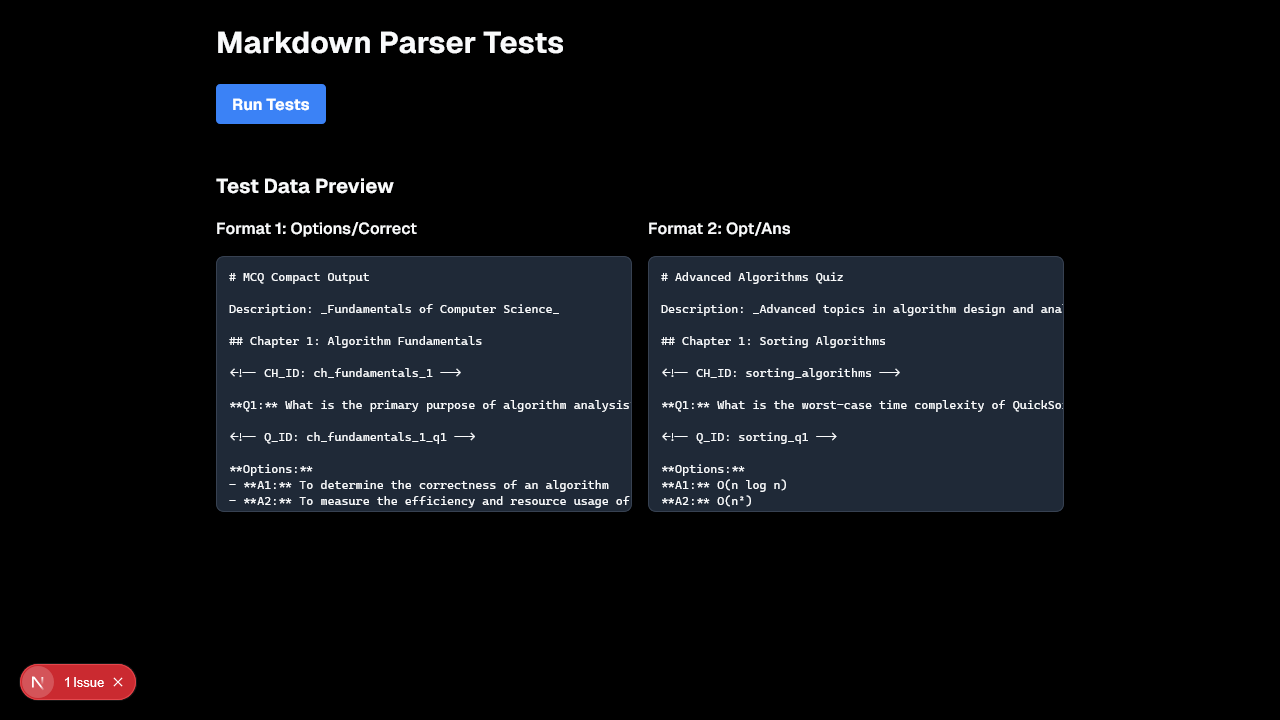 Markdown Parser Tests
Run Tests
Test Data Preview
Format 1: Options/Correct
# MCQ Compact Output
Description: _Fundamentals of Computer Science_
## Chapter 1: Algorithm Fundamentals
<!-- CH_ID: ch_fundamentals_1 -->
**Q1:** What is the primary purpose of algorithm analysis
<!-- Q_ID: ch_fundamentals_1_q1 -->
**Options:**
- **A1:** To determine the correctness of an algorithm
- **A2:** To measure the efficiency and resource usage of
Format 2: Opt/Ans
# Advanced Algorithms Quiz
Description: _Advanced topics in algorithm design and ana
## Chapter 1: Sorting Algorithms
<!-- CH_ID: sorting_algorithms -->
**Q1:** What is the worst-case time complexity of QuickSo
<!-- Q_ID: sorting_q1 -->
**Options:**
**A1:** O(n log n)
**A2:** O(n²)
N
1 Issue